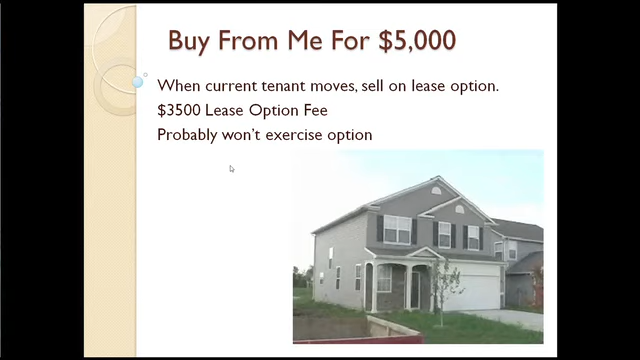 Buy From Me For $5,000
When current tenant moves, sell on lease option.
$3500 Lease Option Fee
Probably won't exercise option